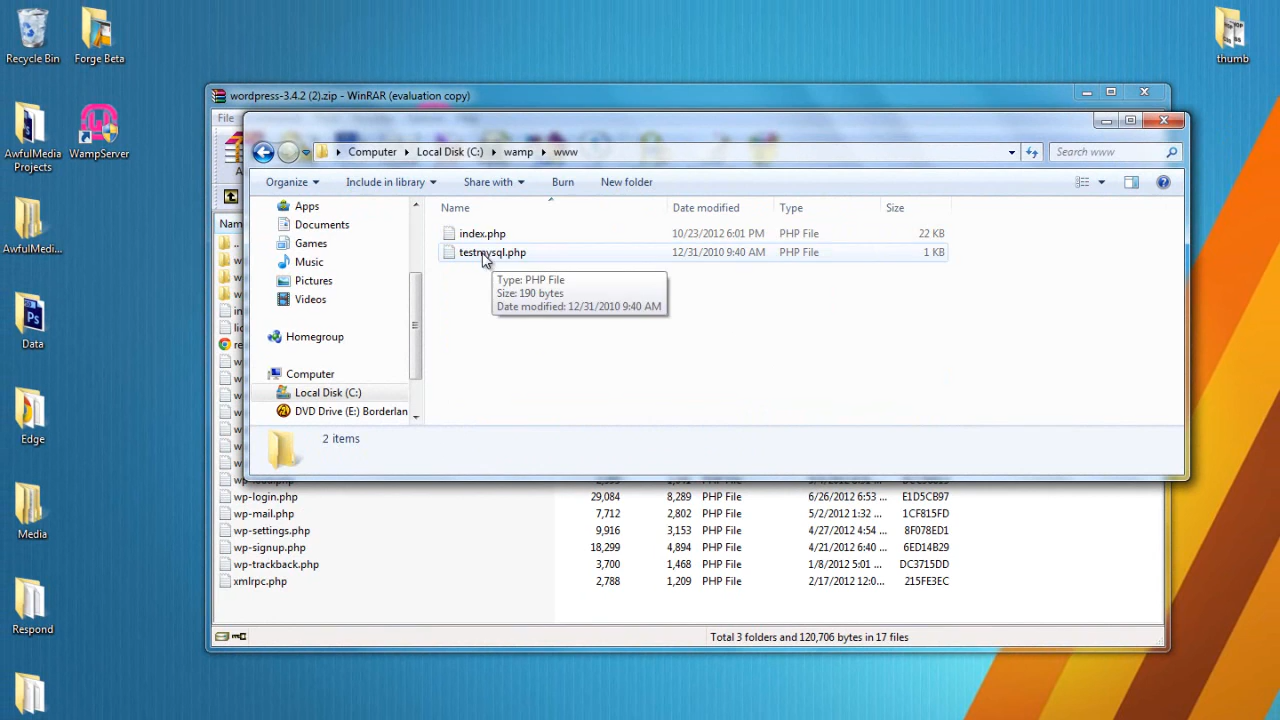 Recycle Bin
Forge Beta
thumb
AwfulMedia Projects
WampServer
AwfulMedi...
Data
Edge
Media
Respond
wordpress-3.4.2 (2).zip - WinRAR (evaluation copy)
File
Computer Local Disk (C:) wamp www
Search www
Organize Include in library Share with Burn New folder
Name Date modified Type Size
index.php 10/23/2012 6:01 PM PHP File 22 KB
testmysql.php 12/31/2010 9:40 AM PHP File 1 KB
Type: PHP File
Size: 190 bytes
Date modified: 12/31/2010 9:40 AM
Apps
Documents
Games
Music
Pictures
Videos
Homegroup
Computer
Local Disk (C:)
DVD Drive (E:) Borderlan
2 items
wp-login.php 29,084 8,289 PHP File 6/26/2012 6:53 ... E1D5CB97
wp-mail.php 7,712 2,802 PHP File 5/2/2012 1:32 ... 1CF815FD
wp-settings.php 9,916 3,153 PHP File 4/27/2012 4:54 ... 8F078ED1
wp-signup.php 18,299 4,894 PHP File 4/21/2012 6:40 ... 6ED14B29
wp-trackback.php 3,700 1,468 PHP File 1/8/2012 5:01 ... DC3715DD
xmlrpc.php 2,788 1,209 PHP File 2/17/2012 12:0... 215FE3EC
Total 3 folders and 120,706 bytes in 17 files